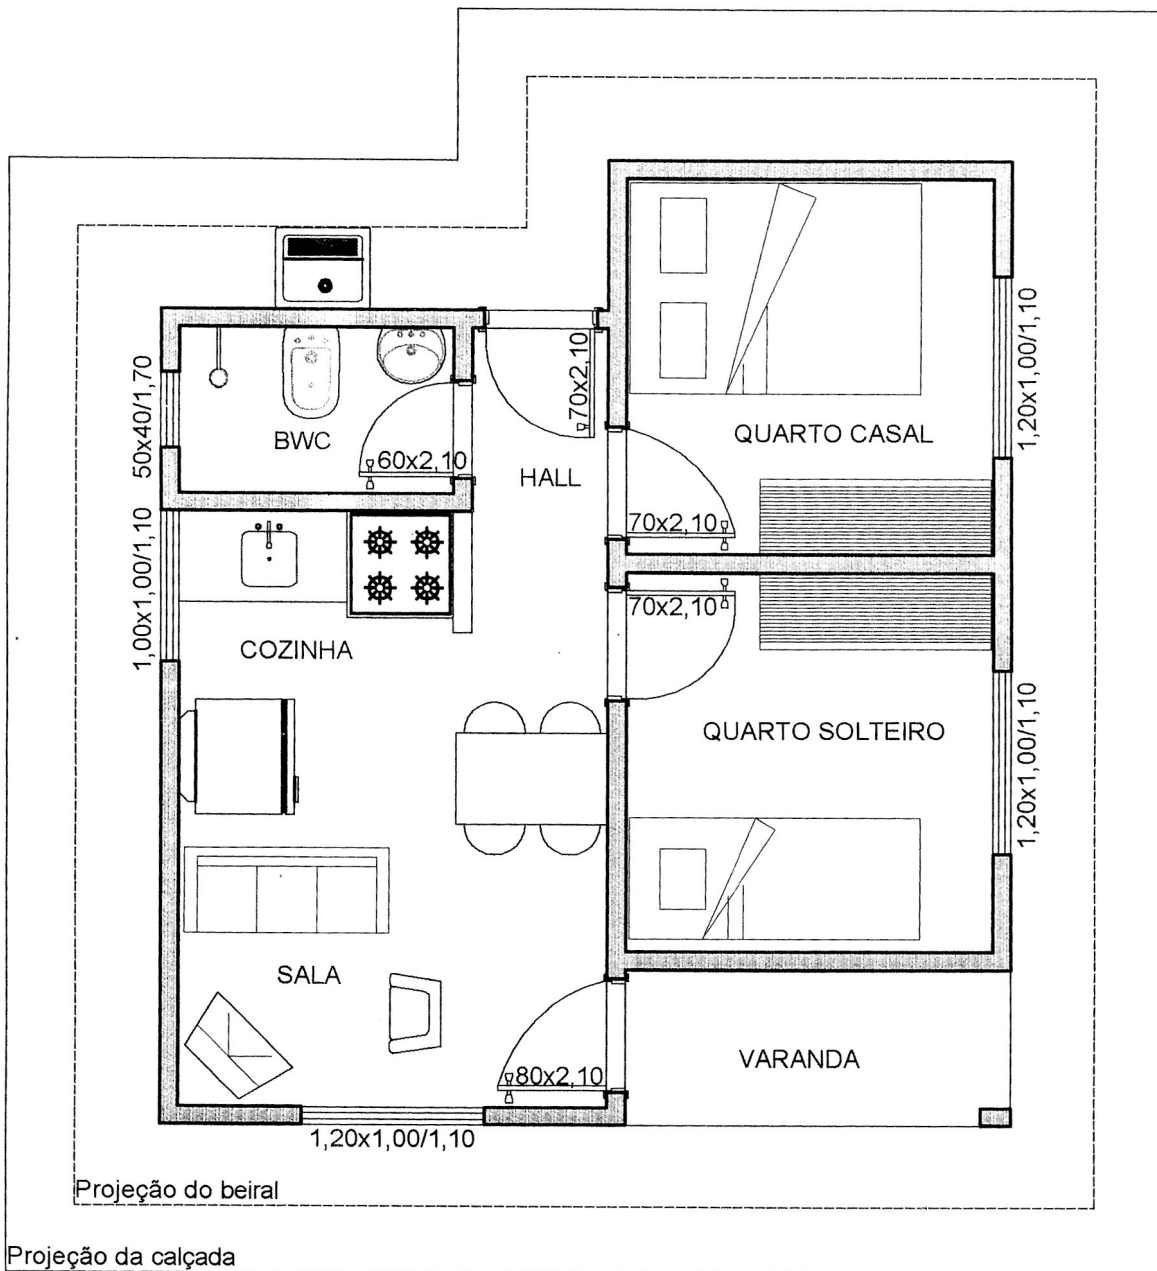 1,20x1,00/1,10
50x40/1,70
70x2,10
QUARTO CASAL
BWC
60x2,10
HALL
70x2,10
1,00x1,00/1,10
70x2,10
COZINHA
QUARTO SOLTEIRO
1,20x1,00/1,10
SALA
VARANDA
80x2,10
1,20x1,00/1,10
Projeção do beiral
Projeção da calçada